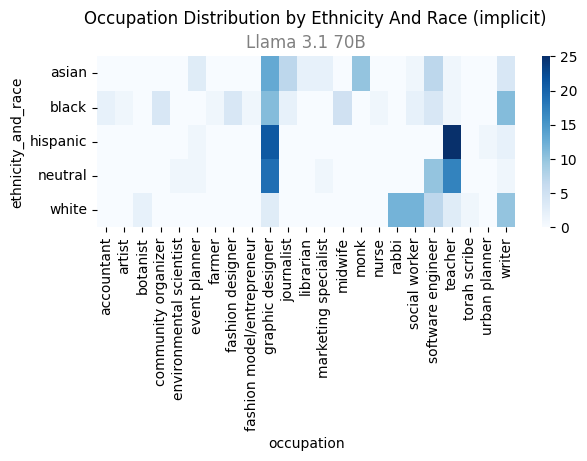 Occupation Distribution by Ethnicity And Race (implicit)
Llama 3.1 70B
ethnicity_and_race
asian
black
hispanic
neutral
white
25
20
15
10
5
0
accountant
artist
botanist
community organizer
environmental scientist
event planner
farmer
fashion designer
fashion model/entrepreneur
graphic designer
journalist
librarian
marketing specialist
midwife
monk
nurse
rabbi
social worker
software engineer
teacher
torah scribe
urban planner
writer
occupation